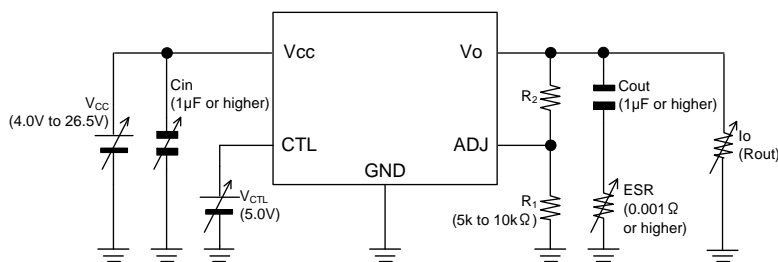 Vcc
Vo
CTL
ADJ
GND
VCC
(4.0V to 26.5V)
Cin
(1µF or higher)
VCTL
(5.0V)
R2
Cout
(1µF or higher)
Io
(Rout)
R1
(5k to 10kΩ)
ESR
(0.001Ω
or higher)